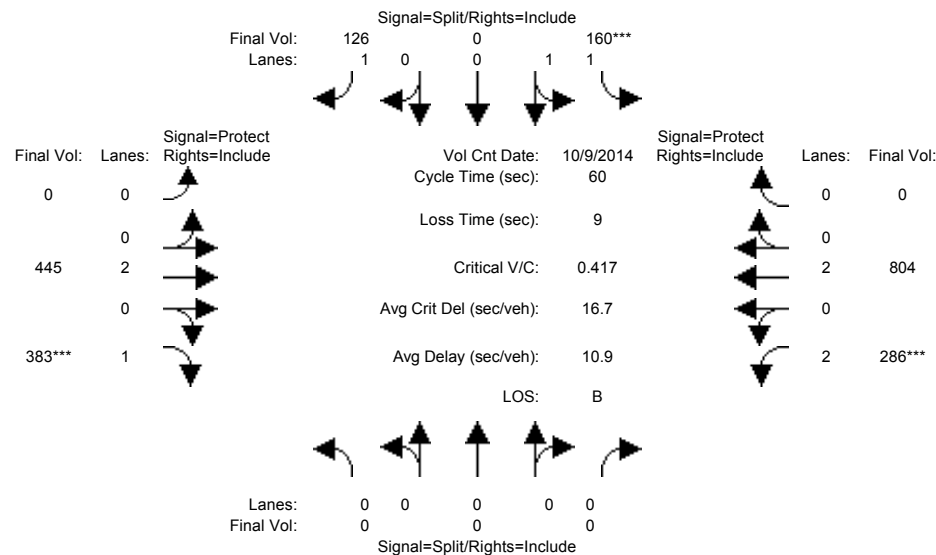 Signal=Split/Rights=Include
Final Vol: 126 0 160***
Lanes: 1 0 0 1 1
Signal=Protect Signal=Protect
Final Vol: Lanes: Rights=Include Vol Cnt Date: 10/9/2014 Rights=Include Lanes: Final Vol:
Cycle Time (sec): 60
0 0 0 0
Loss Time (sec): 9
0 0
445 2 Critical V/C: 0.417 2 804
0 Avg Crit Del (sec/veh): 16.7 0
383*** 1 Avg Delay (sec/veh): 10.9 2 286***
LOS: B
Lanes: 0 0 0 0 0
Final Vol: 0 0 0
Signal=Split/Rights=Include